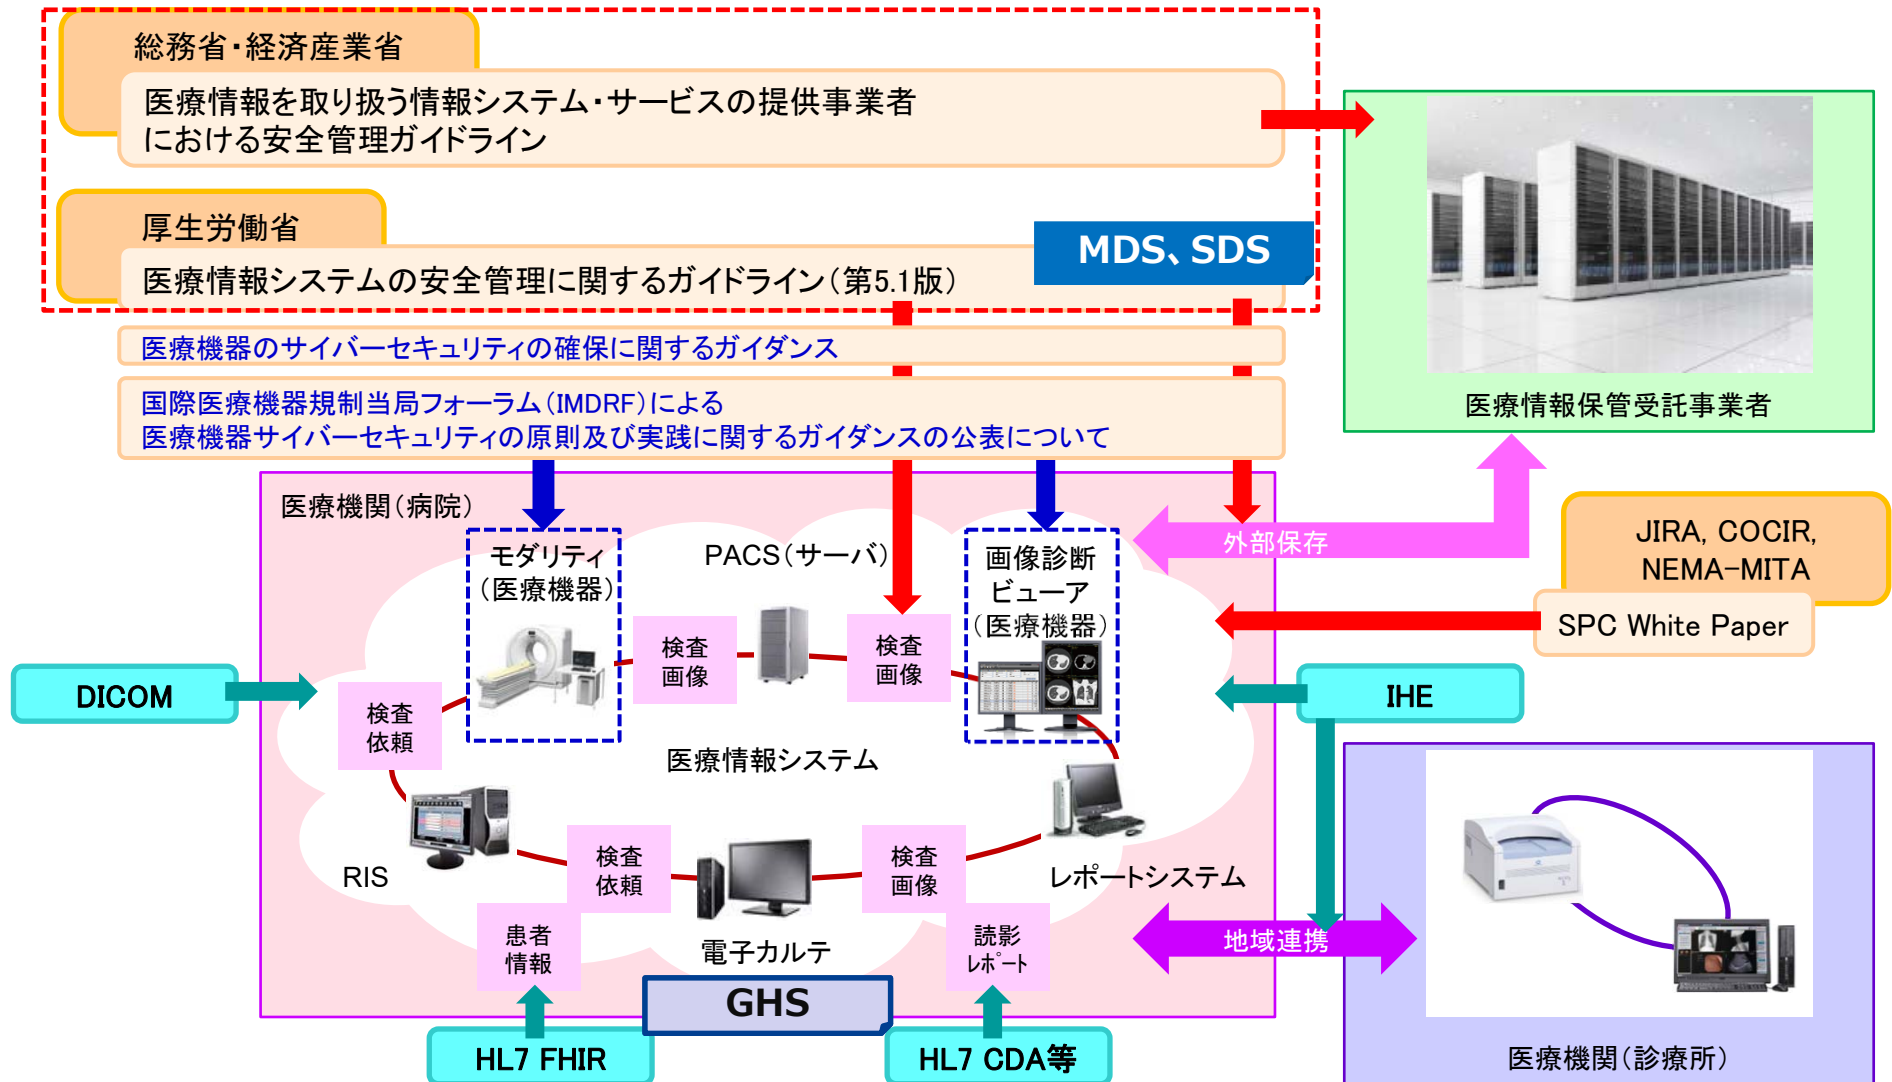 総務省・経済産業省
医療情報を取り扱う情報システム・サービスの提供事業者
における安全管理ガイドライン
厚生労働省
MDS、SDS
医療情報システムの安全管理に関するガイドライン（第5.1版）
医療機器のサイバーセキュリティの確保に関するガイダンス
国際医療機器規制当局フォーラム（IMDRF）による
医療機器サイバーセキュリティの原則及び実践に関するガイダンスの公表について
医療情報保管受託事業者
医療機関（病院）
モダリティ
（医療機器）
PACS（サーバ）
画像診断
ビューア
（医療機器）
外部保存
JIRA, COCIR,
NEMA-MITA
SPC White Paper
検査
画像
検査
画像
DICOM
検査
依頼
IHE
医療情報システム
RIS
検査
依頼
検査
画像
レポートシステム
患者
情報
電子カルテ
読影
ﾚﾎﾟｰﾄ
地域連携
GHS
HL7 FHIR
HL7 CDA等
医療機関（診療所）